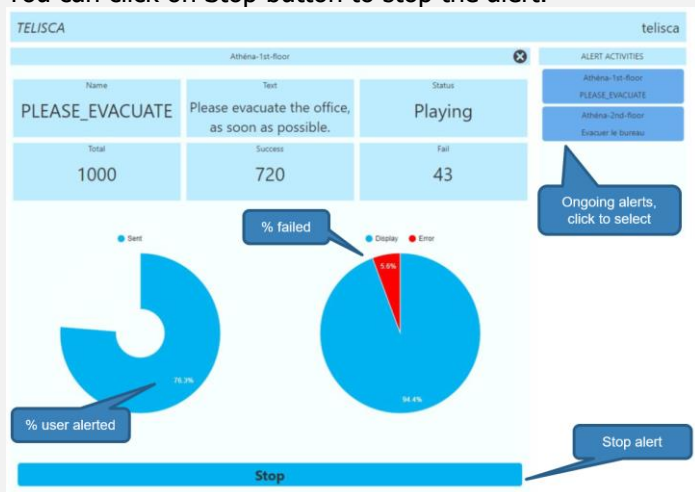 You can click on Stop button to stop the alert.
TELISCA
telisca
Athéna-1st-floor
ALERT ACTIVITIES
Name
PLEASE_EVACUATE
Text
Please evacuate the office,
as soon as possible.
Status
Playing
Athéna-1st-floor
PLEASE_EVACUATE
Athéna-2nd-floor
Evacuer le bureau
Total
1000
Success
720
Fail
43
Ongoing alerts,
click to select
% failed
Sent
Display
Error
5.6%
76.3%
94.4%
% user alerted
Stop alert
Stop